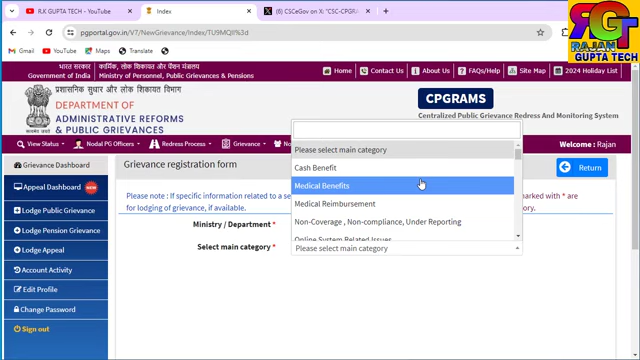 R.K GUPTA TECH - YouTube
Index
(6) CSCeGov on X: "CSC-CPGRA
pgportal.gov.in/V7/NewGrievance/Index/TU9MQII%3d
Gmail YouTube Maps Translate
RGT
RAJAN
GUPTA TECH
भारत सरकार
Government of India
कार्मिक, लोक शिकायत एवं पेंशन मंत्रालय
Ministry of Personnel, Public Grievances & Pensions
Home Contact Us About Us FAQs/Help Site Map 2024 Holiday List
प्रशासनिक सुधार और लोक शिकायत विभाग
DEPARTMENT OF
ADMINISTRATIVE REFORMS
& PUBLIC GRIEVANCES
CPGRAMS
Centralized Public Grievance Redress And Monitoring System
View Status Nodal PG Officers Redress Process Grievance No
Welcome : Rajan
Grievance Dashboard
Appeal Dashboard NEW
Lodge Public Grievance
Lodge Pension Grievance
Lodge Appeal
Account Activity
Edit Profile
Change Password
Sign out
Grievance registration form
Return
Please note : If specific information related to a se
marked with * are
for lodging of grievance, if available.
Ministry / Department *
Select main category *
Please select main category
Cash Benefit
Medical Benefits
Medical Reimbursement
Non-Coverage , Non-compliance, Under Reporting
Online System Related Issues
Please select main category